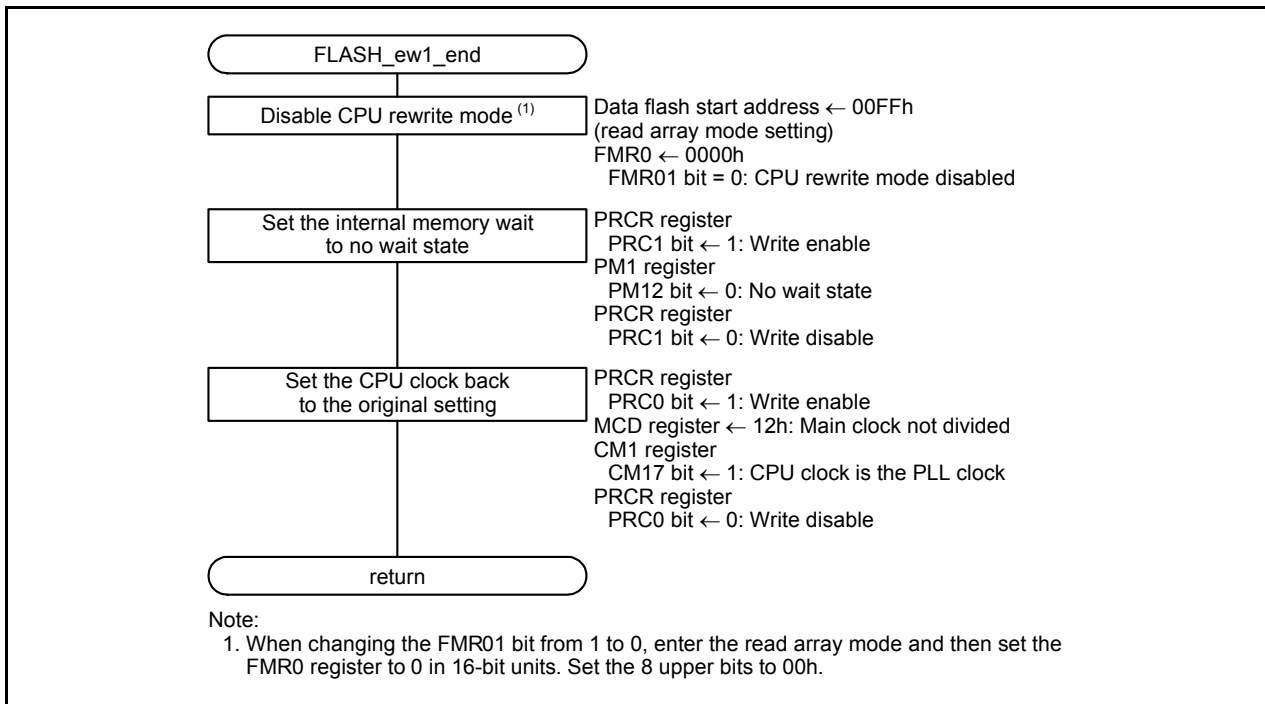 FLASH_ew1_end
Disable CPU rewrite mode (1)
Data flash start address ← 00FFh
(read array mode setting)
FMR0 ← 0000h
FMR01 bit = 0: CPU rewrite mode disabled
Set the internal memory wait
to no wait state
PRCR register
PRC1 bit ← 1: Write enable
PM1 register
PM12 bit ← 0: No wait state
PRCR register
PRC1 bit ← 0: Write disable
Set the CPU clock back
to the original setting
PRCR register
PRC0 bit ← 1: Write enable
MCD register ← 12h: Main clock not divided
CM1 register
CM17 bit ← 1: CPU clock is the PLL clock
PRCR register
PRC0 bit ← 0: Write disable
return
Note:
1. When changing the FMR01 bit from 1 to 0, enter the read array mode and then set the
FMR0 register to 0 in 16-bit units. Set the 8 upper bits to 00h.